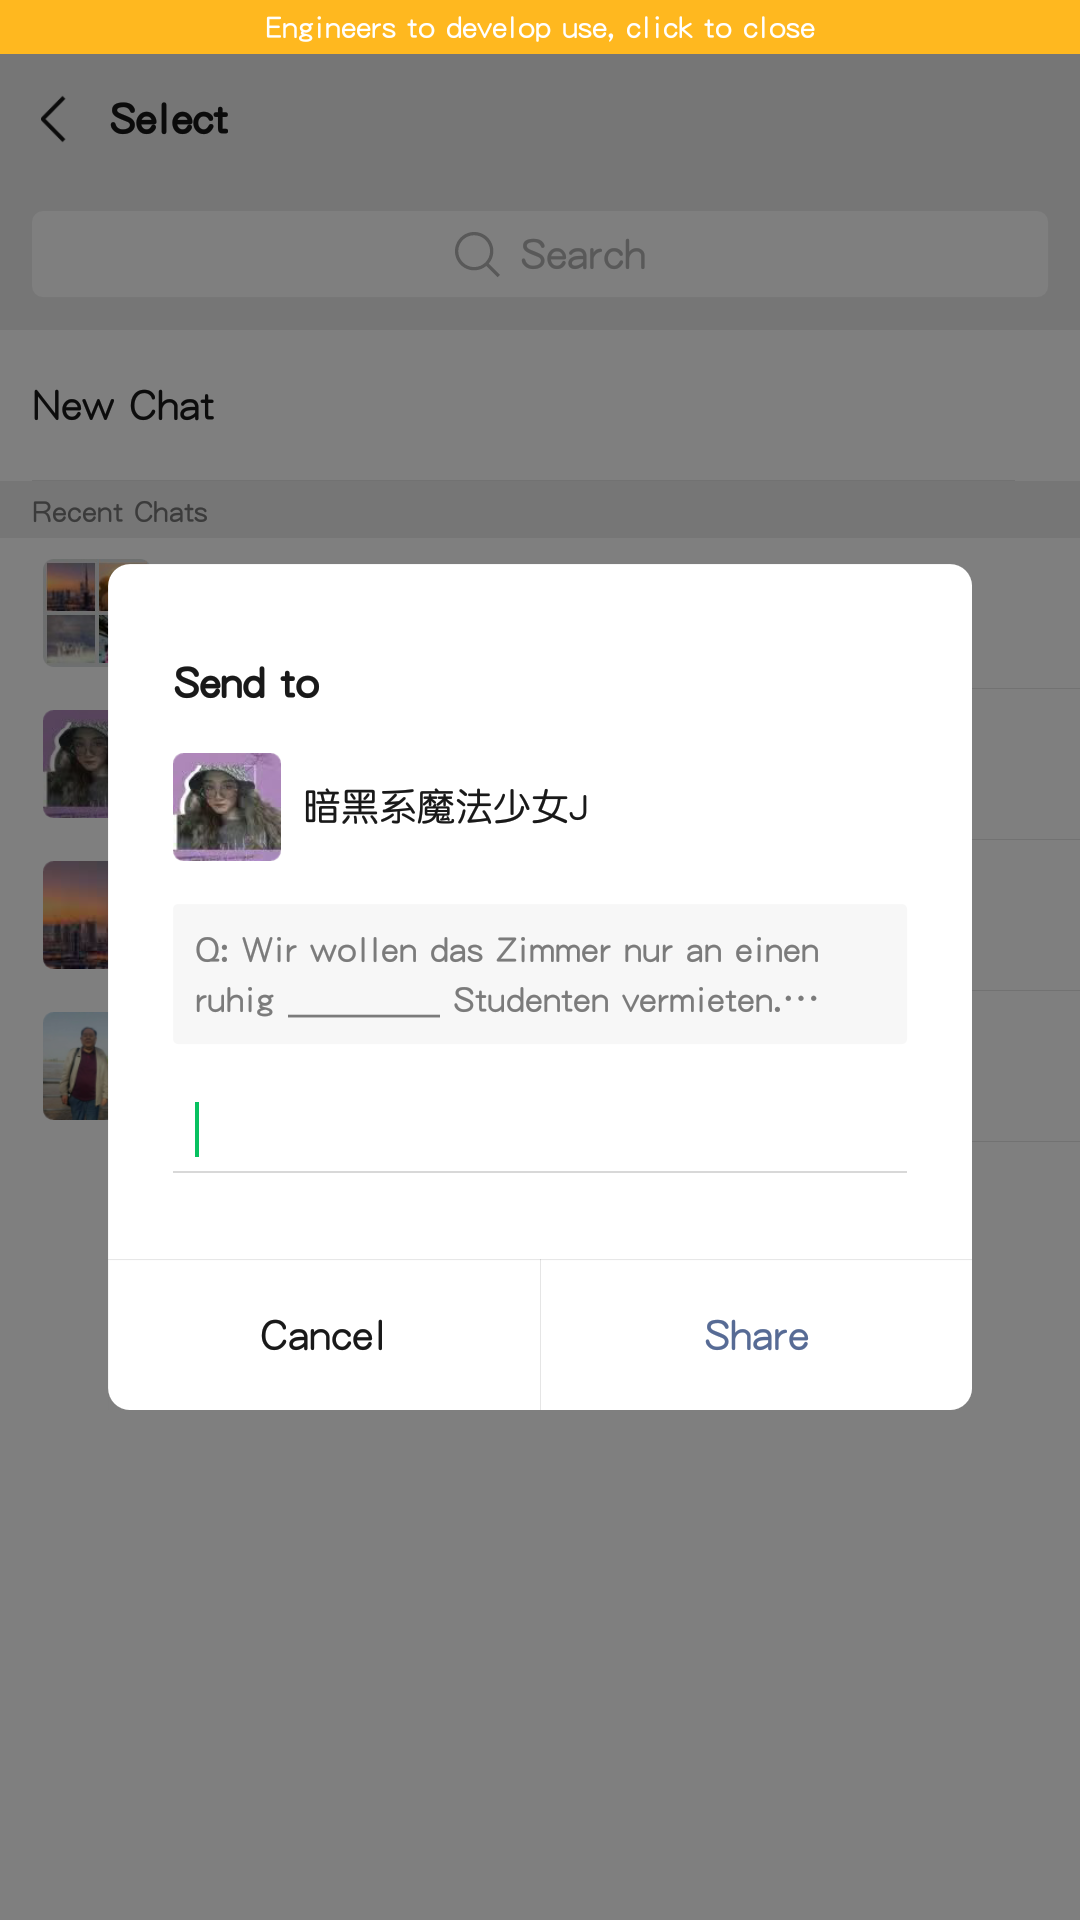 Engineers to develop use, click to close
Select
Search
New Chat
Recent Chats
Send to
暗黑系魔法少女J
Q: Wir wollen das Zimmer nur an einen
ruhig ________ Studenten vermieten.…
Cancel
Share